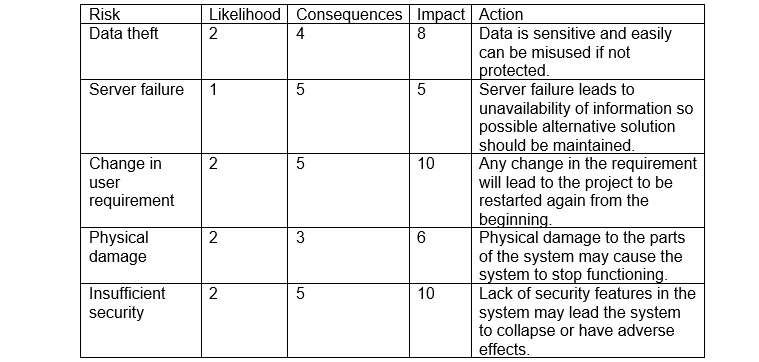 Risk Likelihood Consequences Impact Action
Data theft 2 4 8 Data is sensitive and easily
can be misused if not
protected.
Server failure 1 5 5 Server failure leads to
unavailability of information so
possible alternative solution
should be maintained.
Change in 2 5 10 Any change in the requirement
user will lead to the project to be
requirement restarted again from the
beginning.
Physical 2 3 6 Physical damage to the parts
damage of the system may cause the
system to stop functioning.
Insufficient 2 5 10 Lack of security features in the
security system may lead the system
to collapse or have adverse
effects.